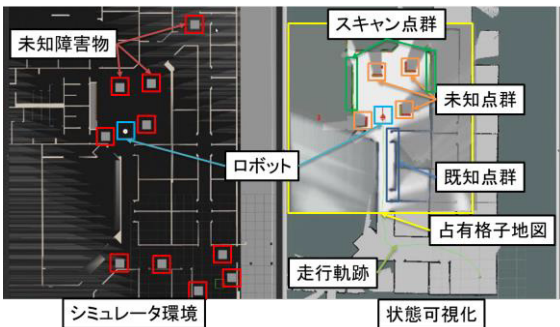 未知障害物
スキャン点群
未知点群
ロボット
既知点群
占有格子地図
走行軌跡
シミュレータ環境
状態可視化